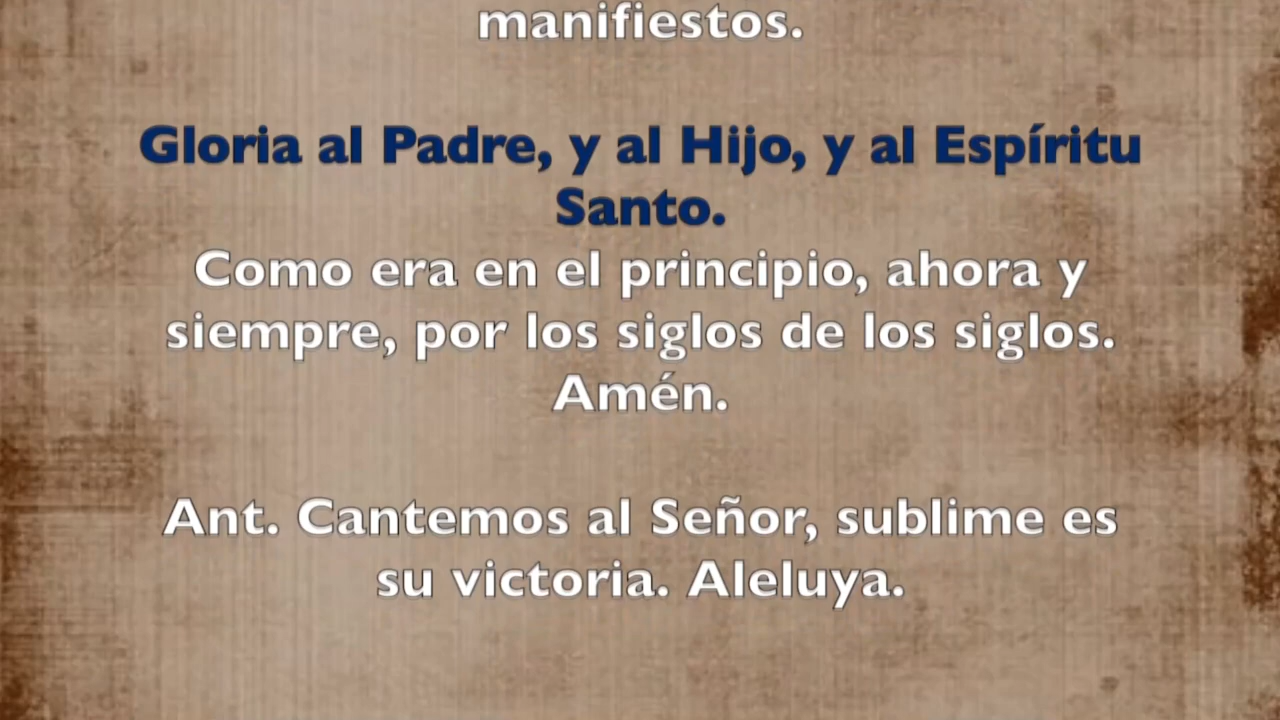 manifiestos.
Gloria al Padre, y al Hijo, y al Espíritu
Santo.
Como era en el principio, ahora y
siempre, por los siglos de los siglos.
Amén.
Ant. Cantemos al Señor, sublime es
su victoria. Aleluya.